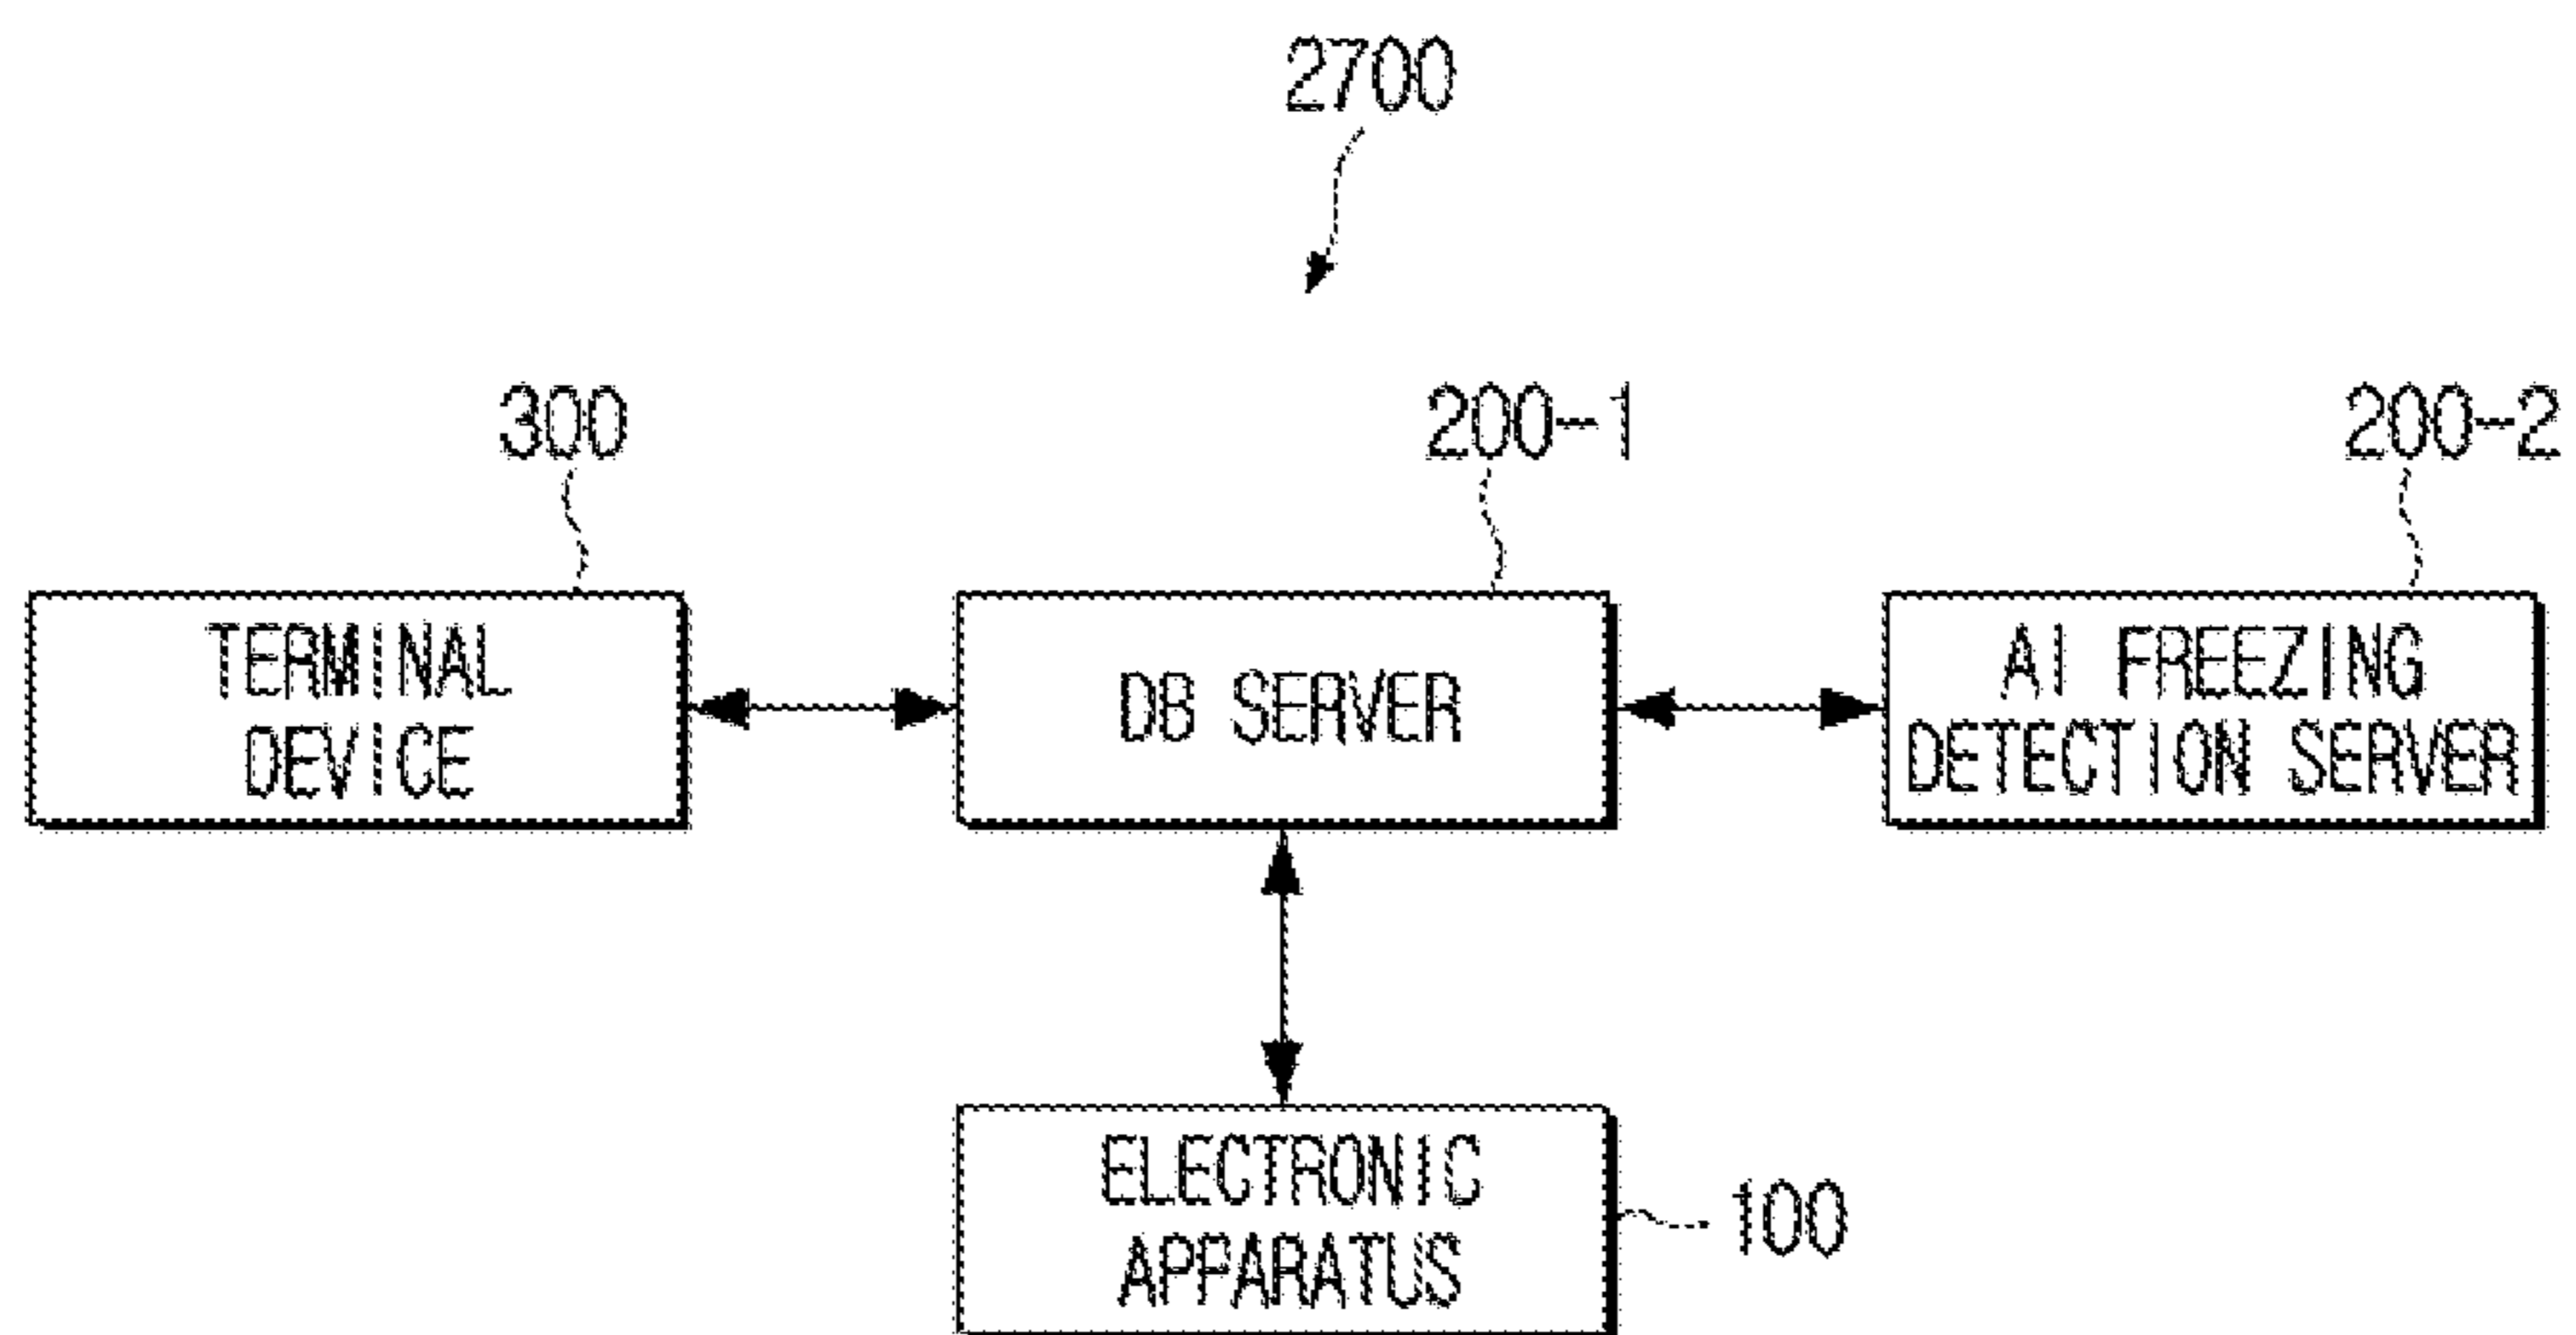 2700
300
200-1
200-2
TERMINAL
DEVICE
DB SERVER
AI FREEZING
DETECTION SERVER
ELECTRONIC
APPARATUS
100